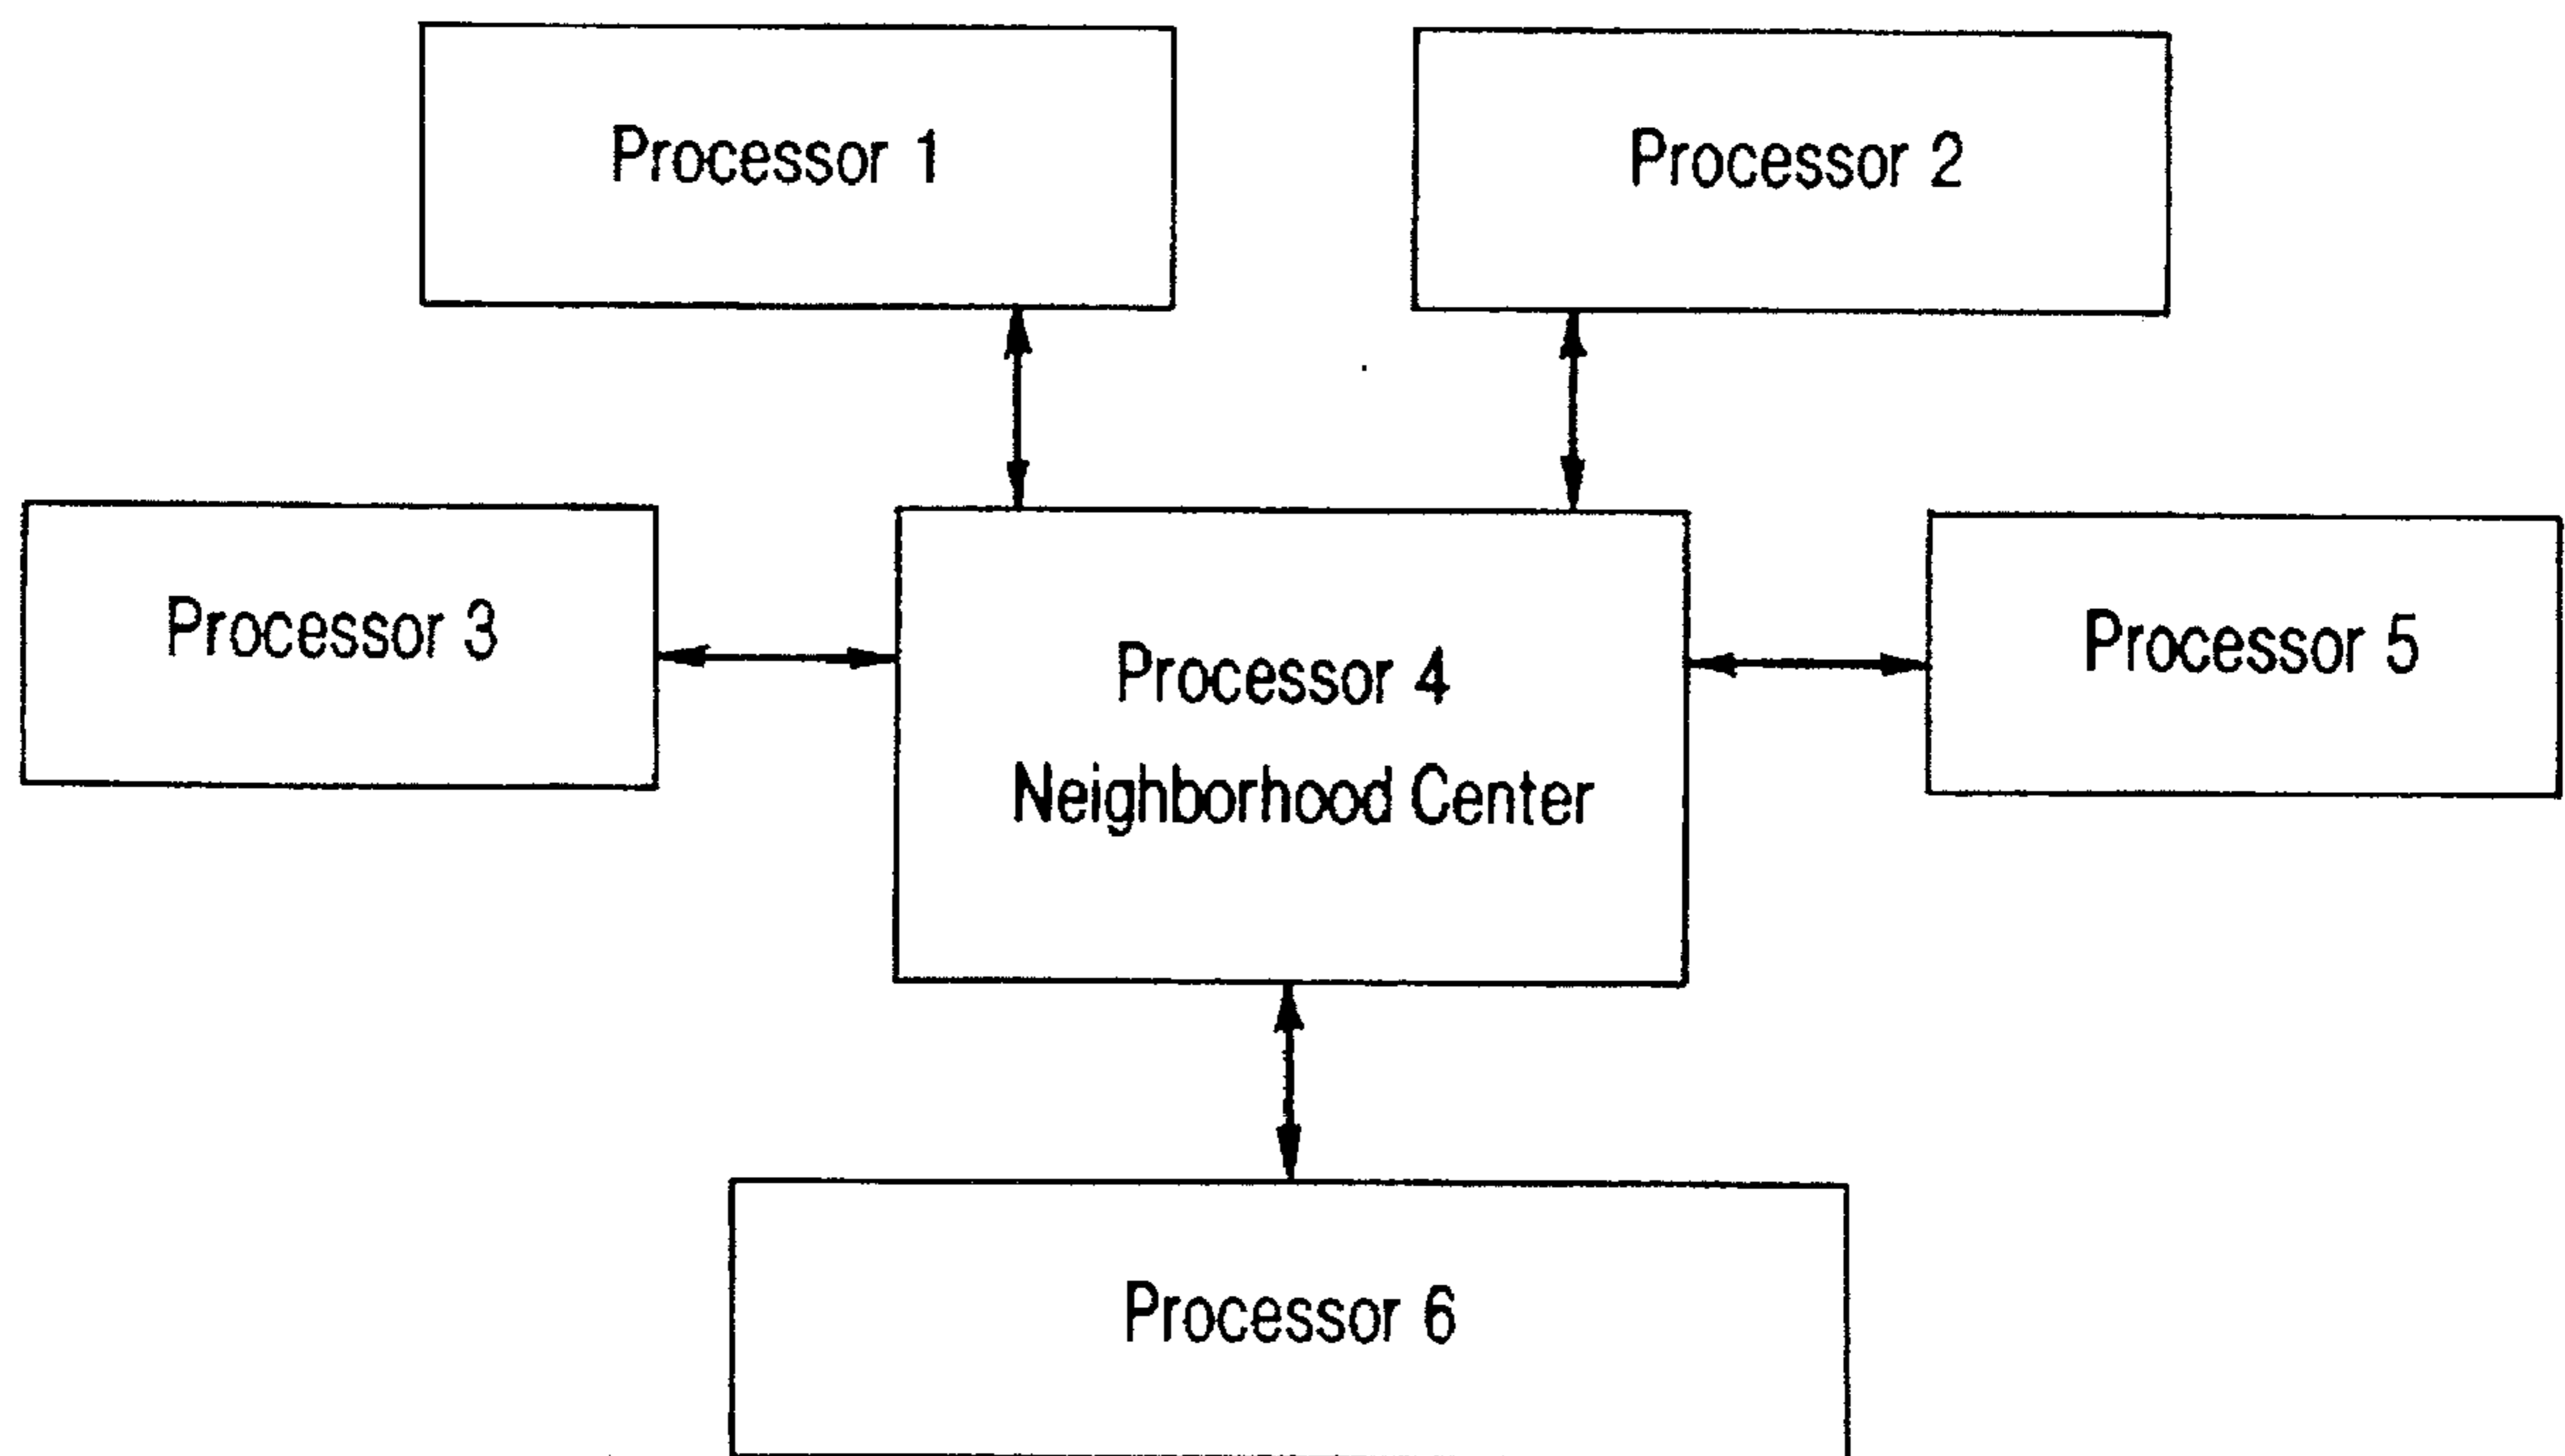 Processor 1
Processor 2
Processor 3
Processor 4
Neighborhood Center
Processor 5
Processor 6